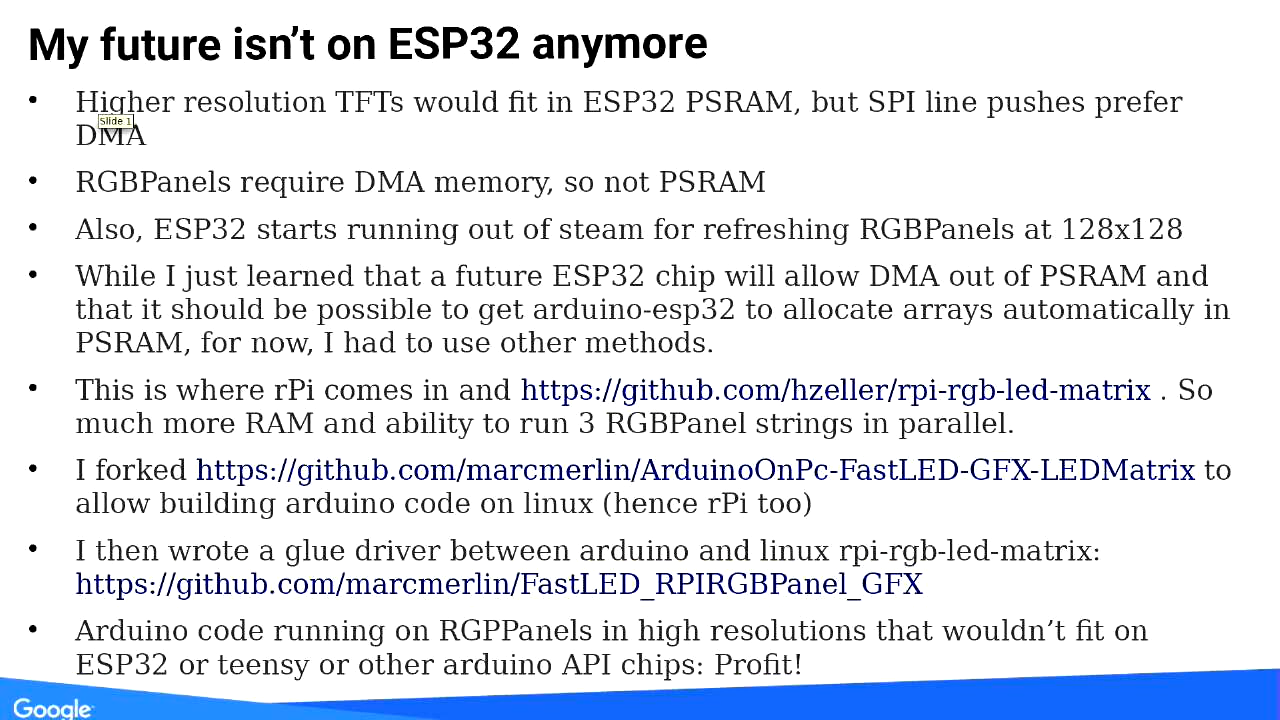 My future isn't on ESP32 anymore
• Higher resolution TFTs would fit in ESP32 PSRAM, but SPI line pushes prefer
Slide 1
DMA
• RGBPanels require DMA memory, so not PSRAM
• Also, ESP32 starts running out of steam for refreshing RGBPanels at 128x128
• While I just learned that a future ESP32 chip will allow DMA out of PSRAM and
that it should be possible to get arduino-esp32 to allocate arrays automatically in
PSRAM, for now, I had to use other methods.
• This is where rPi comes in and https://github.com/hzeller/rpi-rgb-led-matrix . So
much more RAM and ability to run 3 RGBPanel strings in parallel.
• I forked https://github.com/marcmerlin/ArduinoOnPc-FastLED-GFX-LEDMatrix to
allow building arduino code on linux (hence rPi too)
• I then wrote a glue driver between arduino and linux rpi-rgb-led-matrix:
https://github.com/marcmerlin/FastLED_RPIRGBPanel_GFX
• Arduino code running on RGPPanels in high resolutions that wouldn't fit on
ESP32 or teensy or other arduino API chips: Profit!
Google